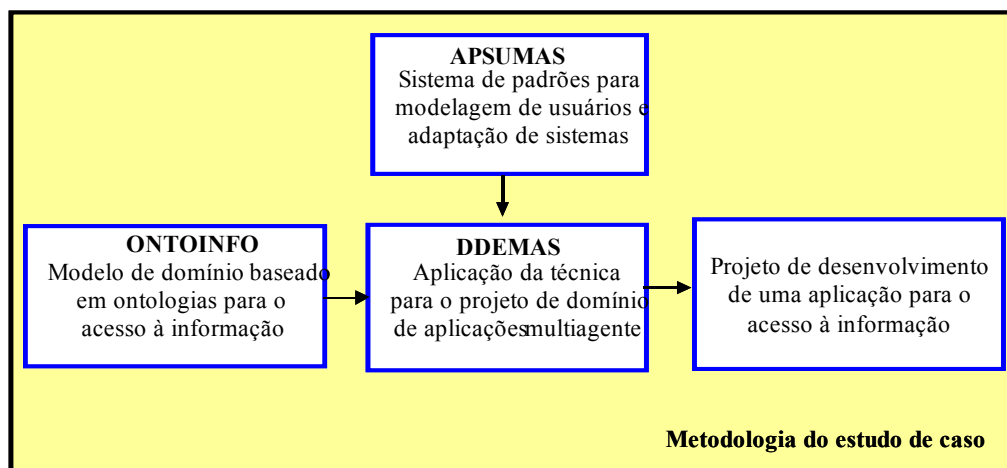 APSUMAS
Sistema de padrões para
modelagem de usuários e
adaptação de sistemas
ONTOINFO
Modelo de domínio baseado
em ontologias para o
acesso à informação
DDEMAS
Aplicação da técnica
para o projeto de domínio
de aplicações multiagente
Projeto de desenvolvimento
de uma aplicação para o
acesso à informação
Metodologia do estudo de caso